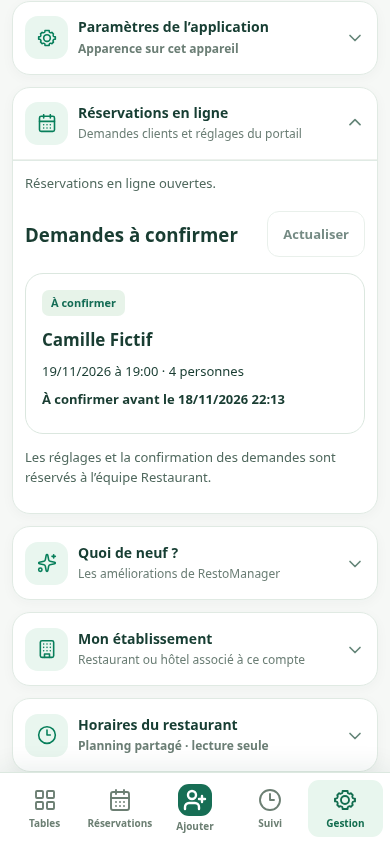 Paramètres de l’application
Apparence sur cet appareil
Réservations en ligne
Demandes clients et réglages du portail
Réservations en ligne ouvertes.
Demandes à confirmer
Actualiser
À confirmer
Camille Fictif
19/11/2026 à 19:00 · 4 personnes
À confirmer avant le 18/11/2026 22:13
Les réglages et la confirmation des demandes sont
réservés à l’équipe Restaurant.
Quoi de neuf ?
Les améliorations de RestoManager
Mon établissement
Restaurant ou hôtel associé à ce compte
Horaires du restaurant
Planning partagé · lecture seule
Tables
Réservations
Ajouter
Suivi
Gestion